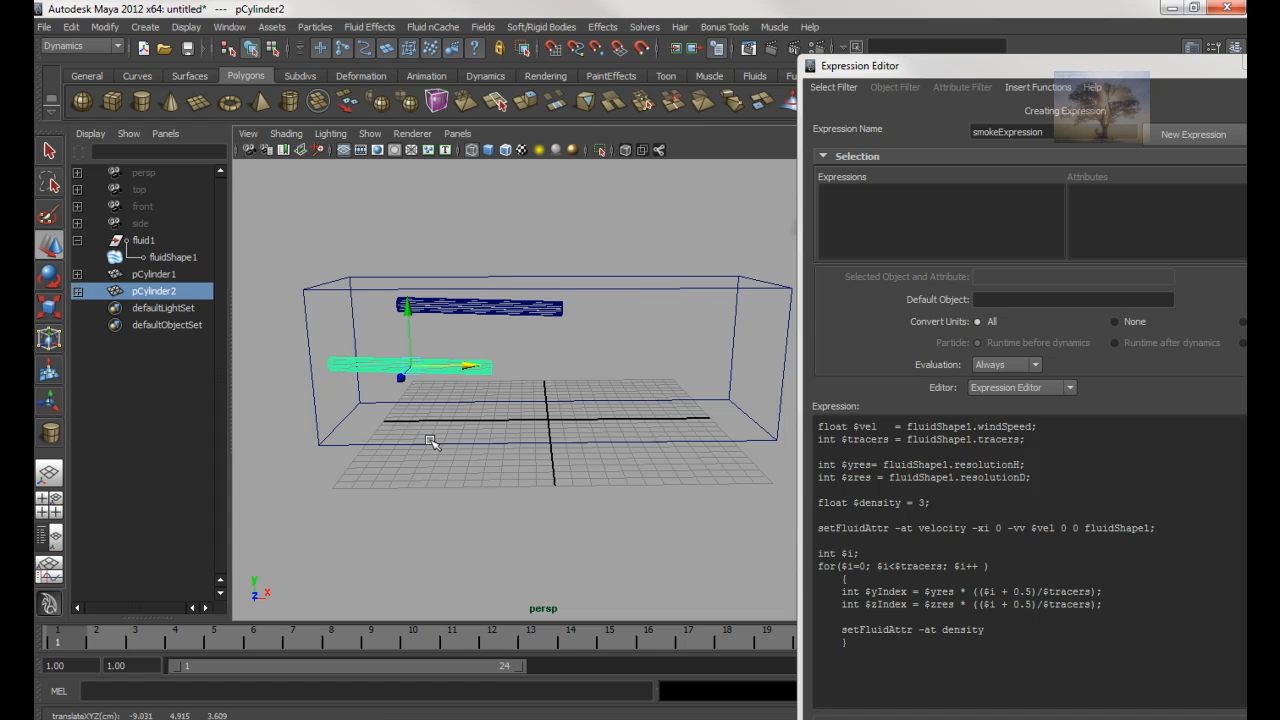 Autodesk Maya 2012 x64: untitled* --- pCylinder2
File Edit Modify Create Display Window Assets Particles Fluid Effects Fluid nCache Fields Soft/Rigid Bodies Effects Solvers Hair Bonus Tools Muscle Help
Dynamics
General Curves Surfaces Polygons Subdivs Deformation Animation Dynamics Rendering PaintEffects Toon Muscle Fluids Fu
Display Show Panels
View Shading Lighting Show Renderer Panels
persp
top
front
side
fluid1
fluidShape1
pCylinder1
pCylinder2
defaultLightSet
defaultObjectSet
y
z x
persp
1 2 3 4 5 6 7 8 9 10 11 12 13 14 15 16 17 18 19
1
1.00 1.00 1 24
MEL
translateXYZ(cm): -9.031 4.915 3.609
Expression Editor
Select Filter Object Filter Attribute Filter Insert Functions Help
Creating Expression
Expression Name smokeExpression New Expression
Selection
Expressions Attributes
Selected Object and Attribute:
Default Object:
Convert Units: All None
Particle: Runtime before dynamics Runtime after dynamics
Evaluation: Always
Editor: Expression Editor
Expression:
float $vel   = fluidShape1.windSpeed;
int $tracers = fluidShape1.tracers;
int $yres= fluidShape1.resolutionH;
int $zres = fluidShape1.resolutionD;
float $density = 3;
setFluidAttr -at velocity -xi 0 -vv $vel 0 0 fluidShape1;
int $i;
for($i=0; $i<$tracers; $i++ )
{
int $yIndex = $yres * (($i + 0.5)/$tracers);
int $zIndex = $zres * (($i + 0.5)/$tracers);
setFluidAttr -at density
}